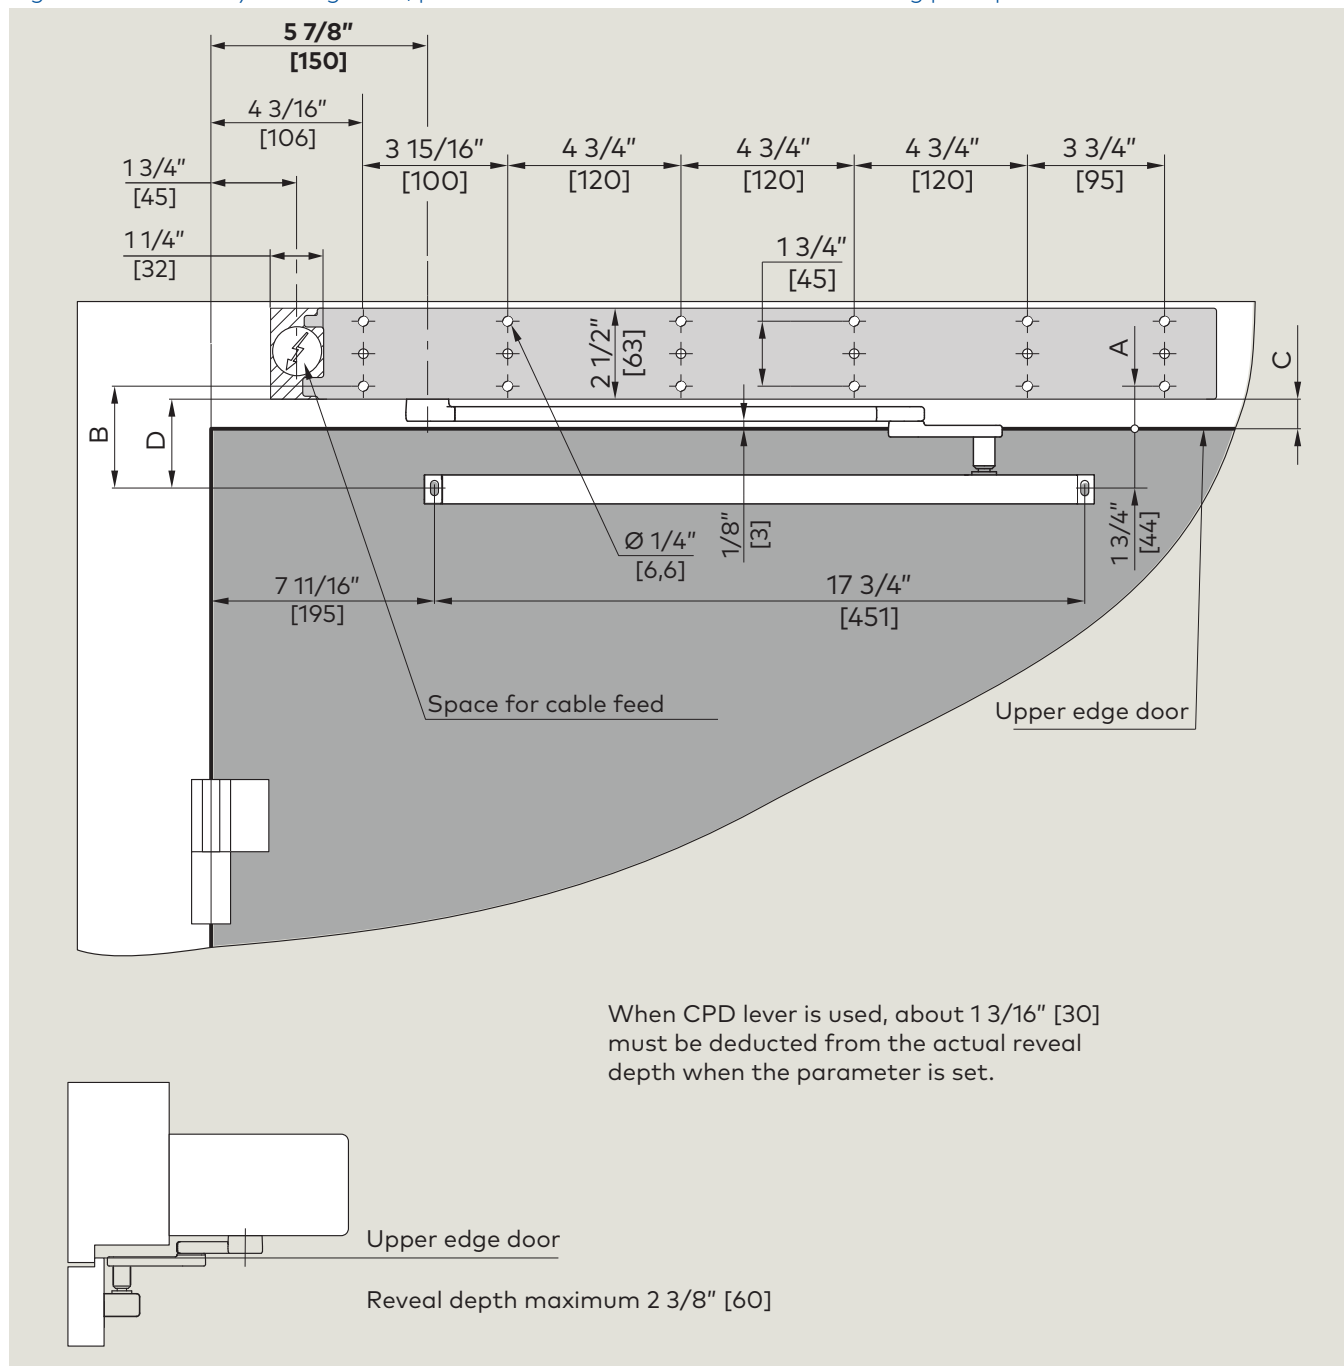 5 7/8″
[150]
4 3/16″
[106]
3 15/16″
[100]
4 3/4″
[120]
4 3/4″
[120]
4 3/4″
[120]
3 3/4″
[95]
1 3/4″
[45]
1 1/4″
[32]
1 3/4″
[45]
2 1/2″
[63]
A
C
B
D
Ø 1/4″
[6,6]
1/8″
[3]
1 3/4″
[44]
7 11/16″
[195]
17 3/4″
[451]
Space for cable feed
Upper edge door
When CPD lever is used, about 1 3/16″ [30]
must be deducted from the actual reveal
depth when the parameter is set.
Upper edge door
Reveal depth maximum 2 3/8″ [60]